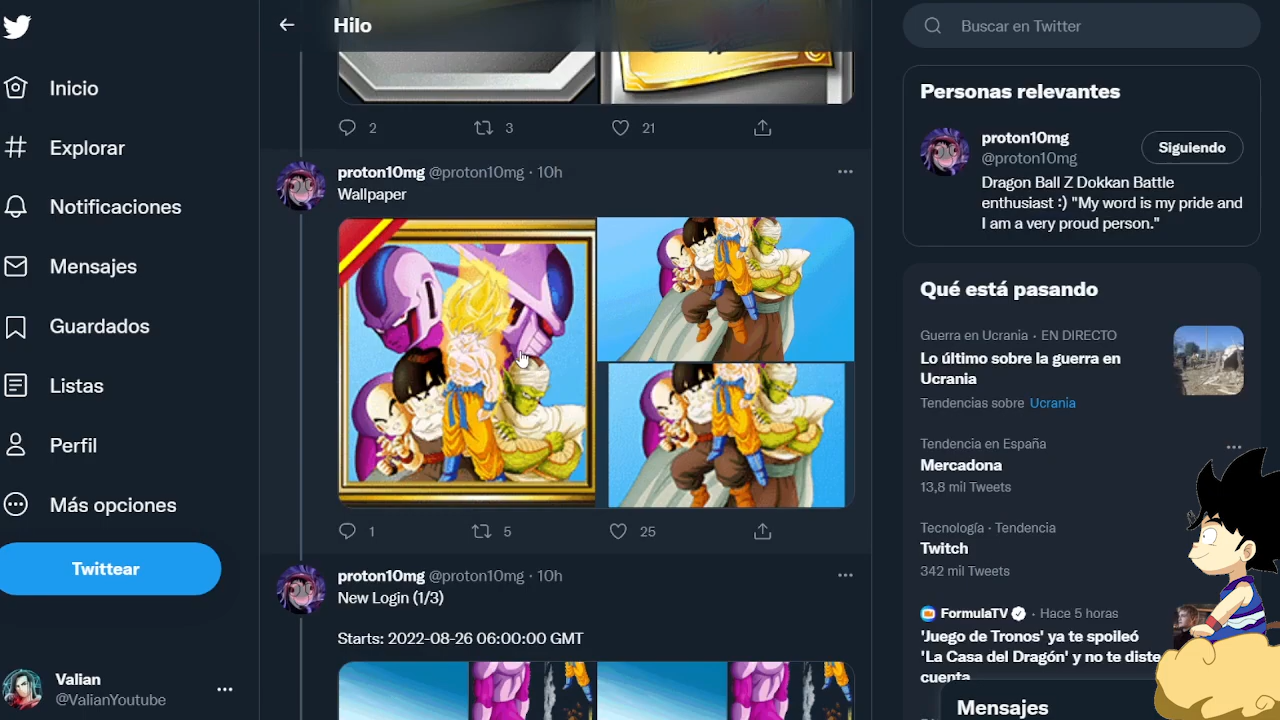 Hilo
Buscar en Twitter
Inicio
Explorar
Notificaciones
Mensajes
Guardados
Listas
Perfil
Más opciones
Twittear
Valian
@ValianYoutube
2 3 21
proton10mg @proton10mg · 10h
Wallpaper
1 5 25
proton10mg @proton10mg · 10h
New Login (1/3)
Starts: 2022-08-26 06:00:00 GMT
Personas relevantes
proton10mg
@proton10mg
Siguiendo
Dragon Ball Z Dokkan Battle
enthusiast :) "My word is my pride and
I am a very proud person."
Qué está pasando
Guerra en Ucrania · EN DIRECTO
Lo último sobre la guerra en
Ucrania
Tendencias sobre Ucrania
Tendencia en España
Mercadona
13,8 mil Tweets
Tecnología · Tendencia
Twitch
342 mil Tweets
FormulaTV · Hace 5 horas
'Juego de Tronos' ya te spoileó
'La Casa del Dragón' y no te diste
cuenta
Mensajes